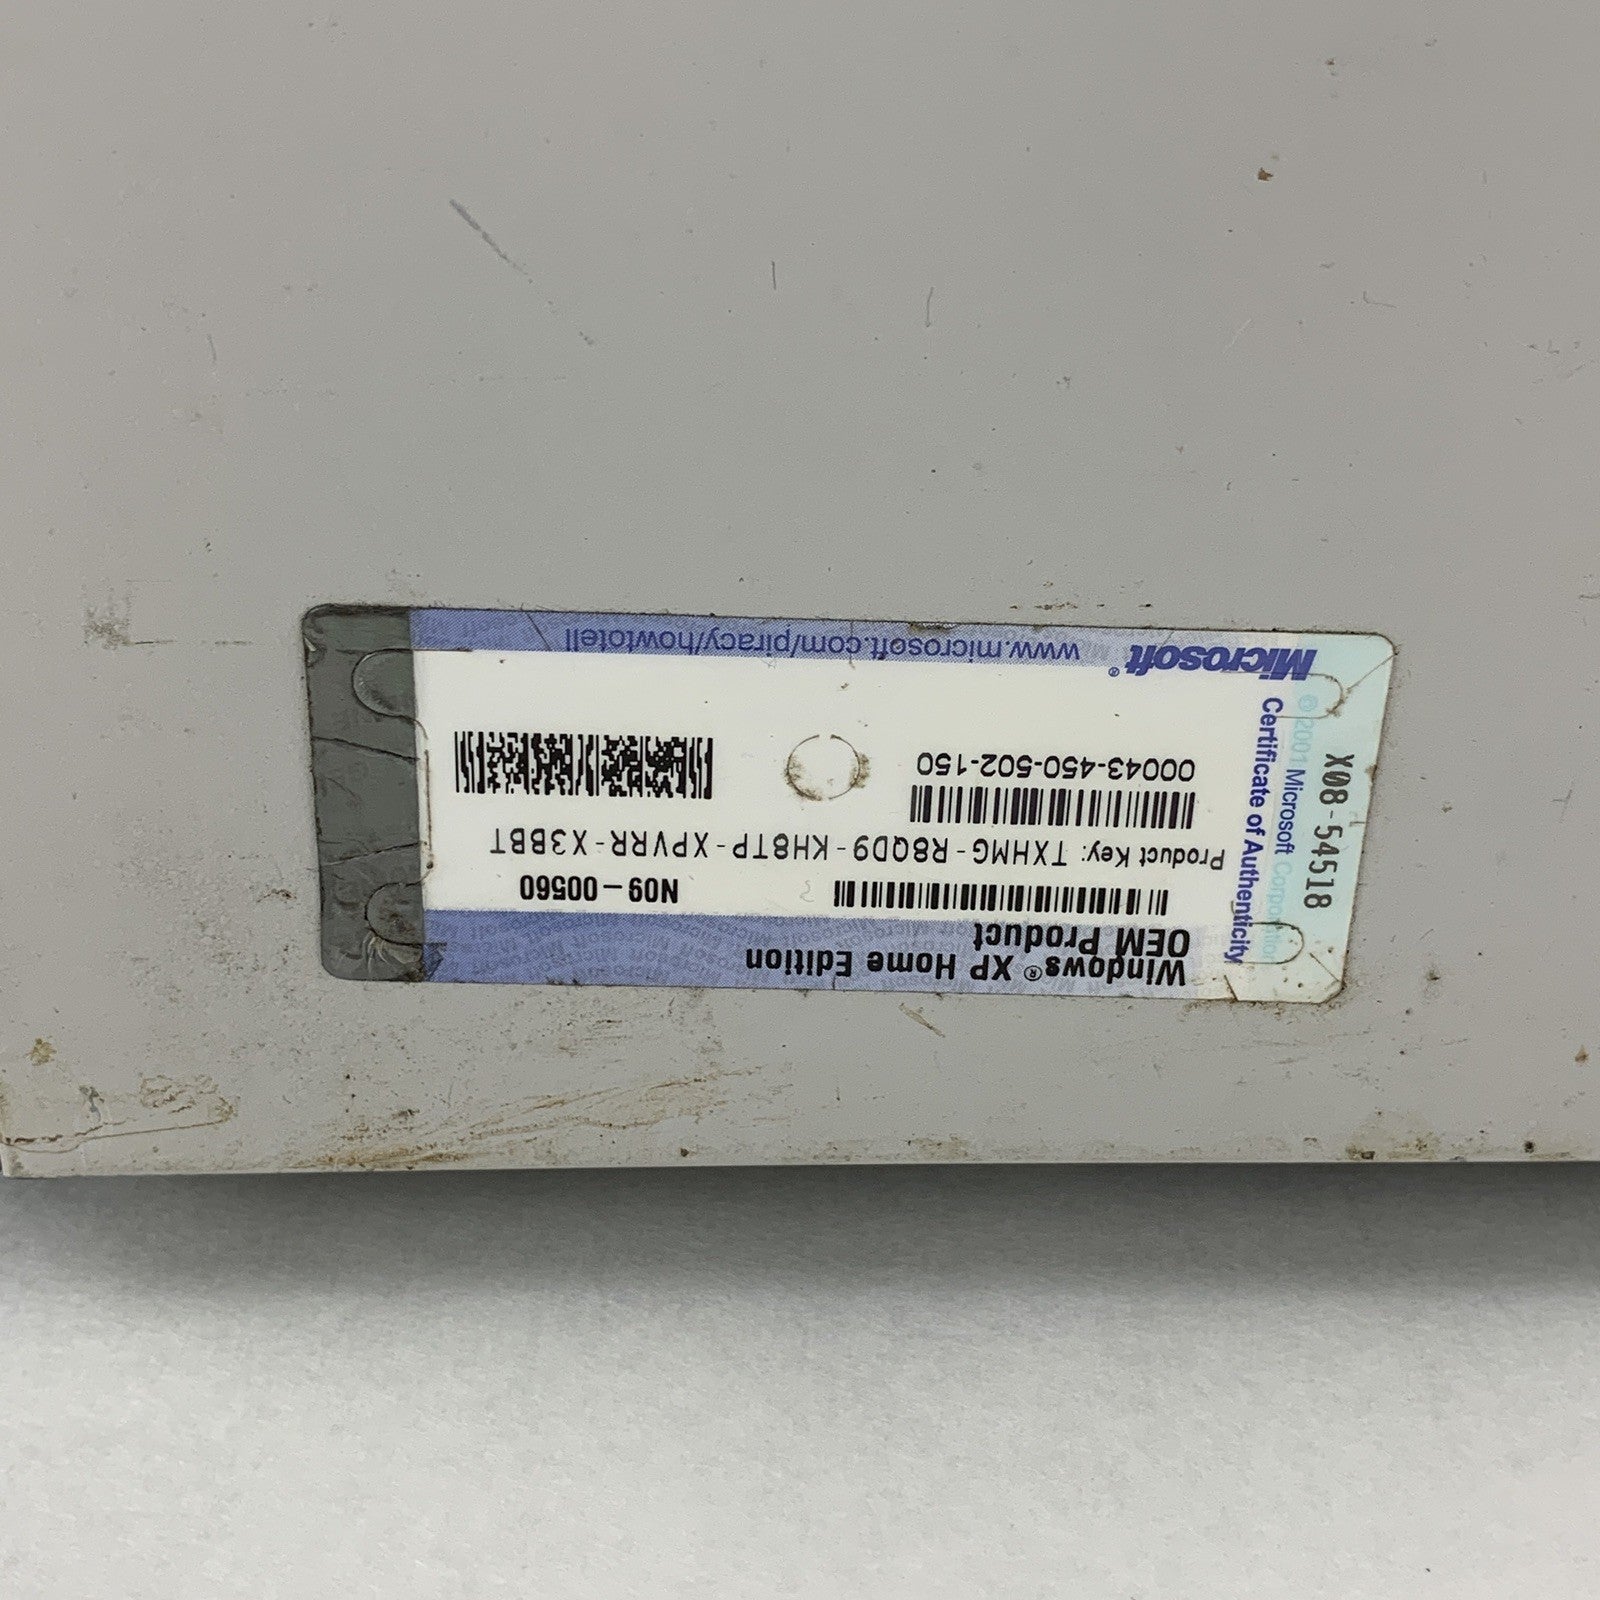 Windows® XP Home Edition
OEM Product
N09-00560
Product Key: TXHMG-R8QD9-KH8TP-XPVRR-X3BBT
00043-450-502-150
Microsoft® www.microsoft.com/piracy/howtotell
Certificate of Authenticity
©2001 Microsoft Corporation
X08-54518